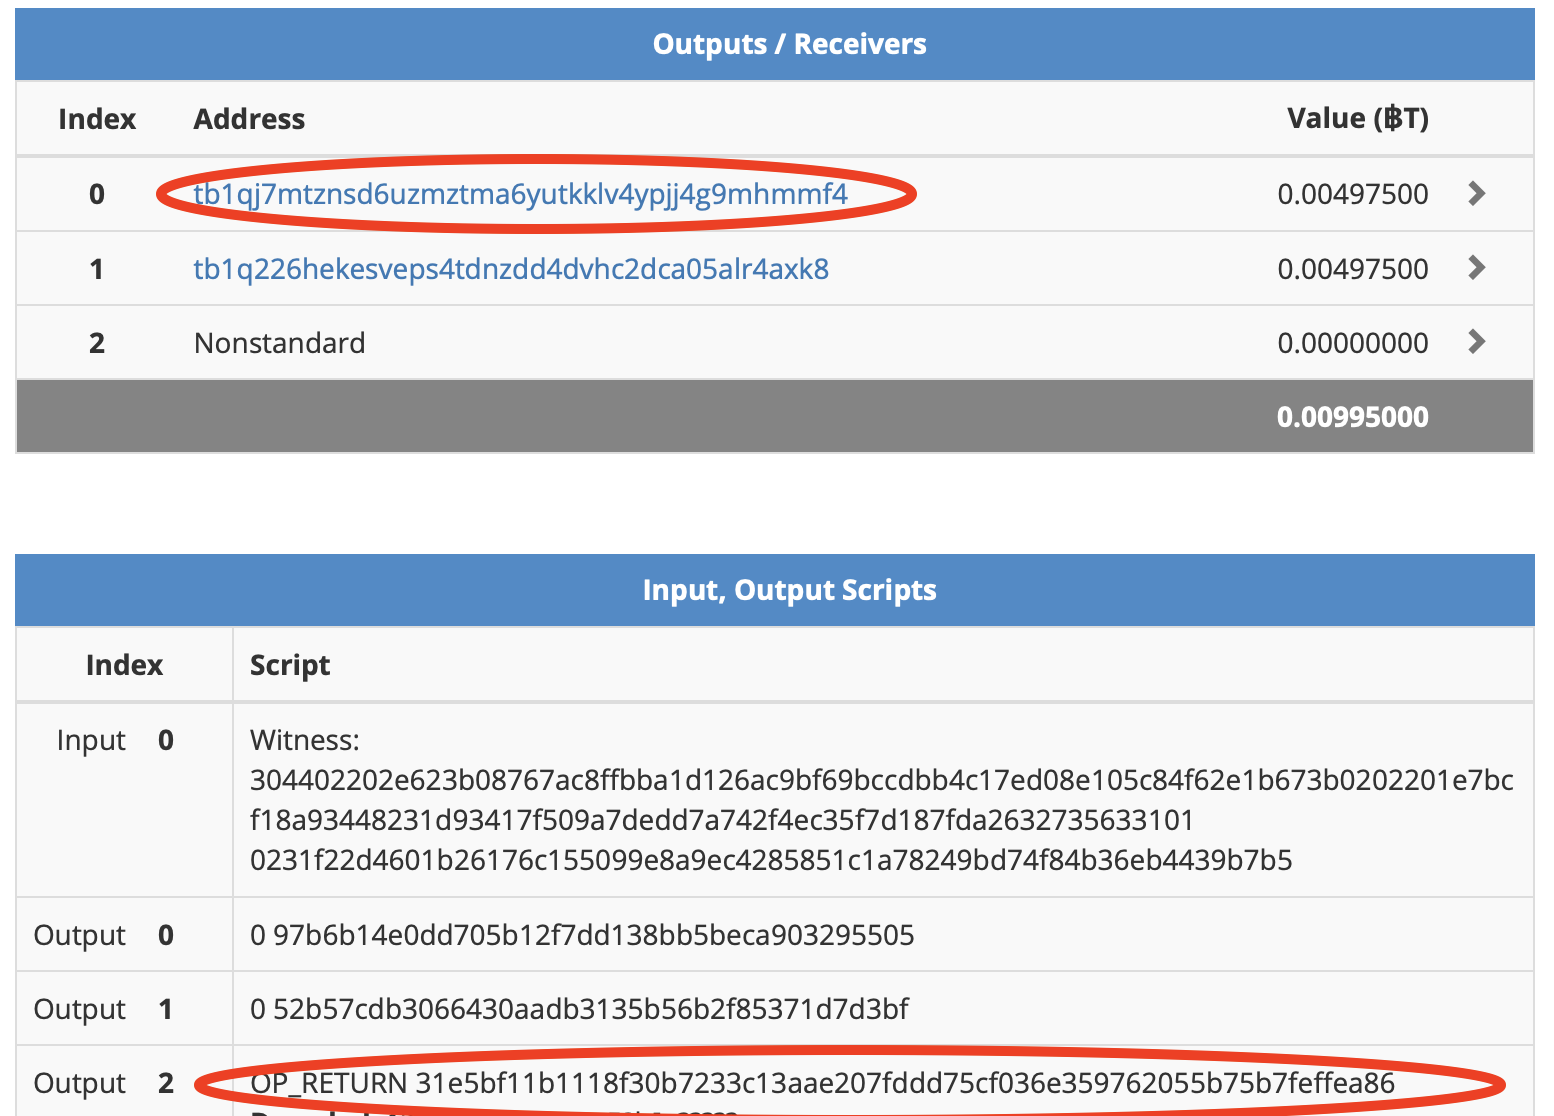 Outputs / Receivers
Index Address Value (฿T)
0 tb1qj7mtznsd6uzmztma6yutkklv4ypjj4g9mhmmf4 0.00497500
1 tb1q226hekesveps4tdnzdd4dvhc2dca05alr4axk8 0.00497500
2 Nonstandard 0.00000000
0.00995000
Input, Output Scripts
Index Script
Input 0 Witness:
304402202e623b08767ac8ffbba1d126ac9bf69bccdbb4c17ed08e105c84f62e1b673b0202201e7bc
f18a93448231d93417f509a7dedd7a742f4ec35f7d187fda2632735633101
0231f22d4601b26176c155099e8a9ec4285851c1a78249bd74f84b36eb4439b7b5
Output 0 0 97b6b14e0dd705b12f7dd138bb5beca903295505
Output 1 0 52b57cdb3066430aadb3135b56b2f85371d7d3bf
Output 2 OP_RETURN 31e5bf11b1118f30b7233c13aae207fddd75cf036e359762055b75b7feffea86